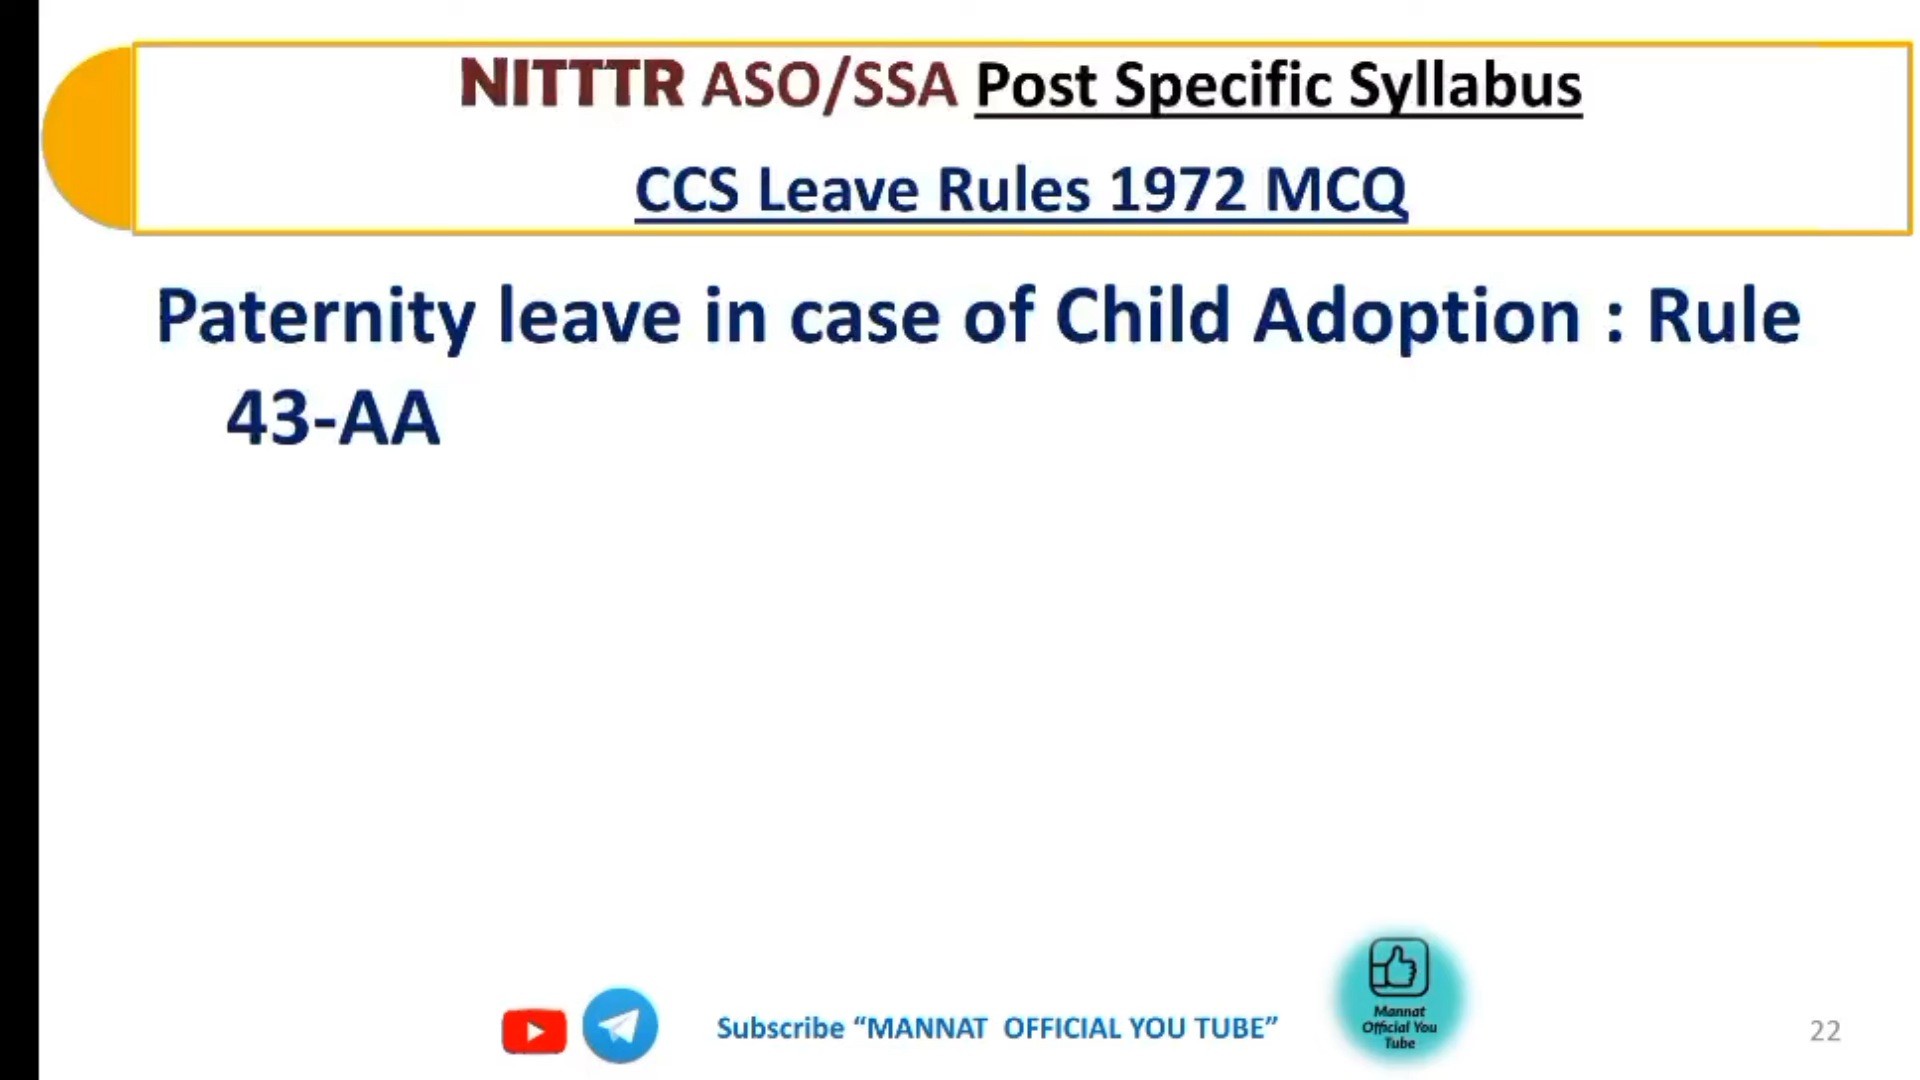 NITTTR ASO/SSA Post Specific Syllabus
CCS Leave Rules 1972 MCQ
Paternity leave in case of Child Adoption : Rule
43-AA
Subscribe “MANNAT OFFICIAL YOU TUBE”
Mannat
Official You
Tube
22